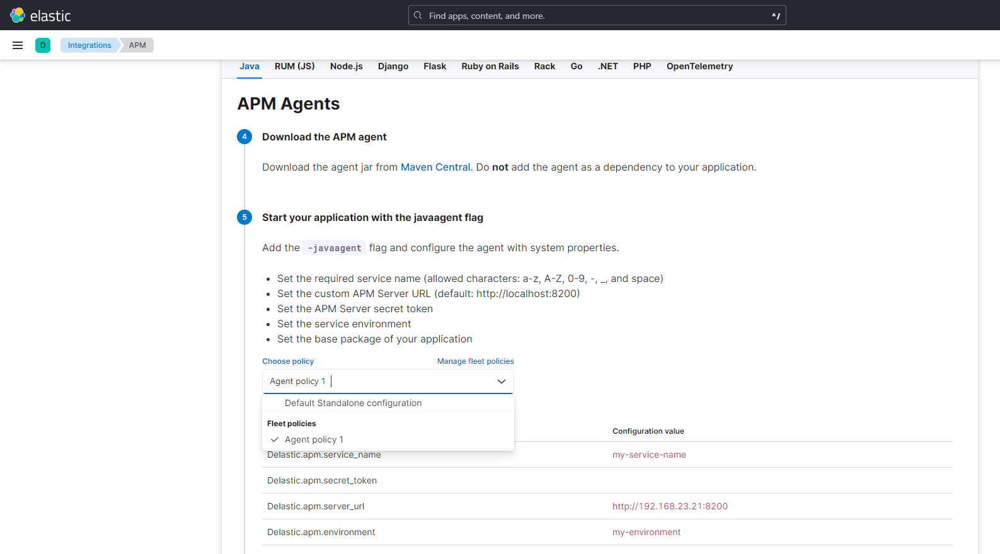 elastic
Find apps, content, and more.
^/
D
Integrations
APM
Java RUM (JS) Node.js Django Flask Ruby on Rails Rack Go .NET PHP OpenTelemetry
APM Agents
4 Download the APM agent
Download the agent jar from Maven Central. Do not add the agent as a dependency to your application.
5 Start your application with the javaagent flag
Add the -javaagent flag and configure the agent with system properties.
• Set the required service name (allowed characters: a-z, A-Z, 0-9, -, _, and space)
• Set the custom APM Server URL (default: http://localhost:8200)
• Set the APM Server secret token
• Set the service environment
• Set the base package of your application
Choose policy Manage fleet policies
Agent policy 1
Default Standalone configuration
Fleet policies
Agent policy 1
Configuration value
Delastic.apm.service_name my-service-name
Delastic.apm.secret_token
Delastic.apm.server_url http://192.168.23.21:8200
Delastic.apm.environment my-environment